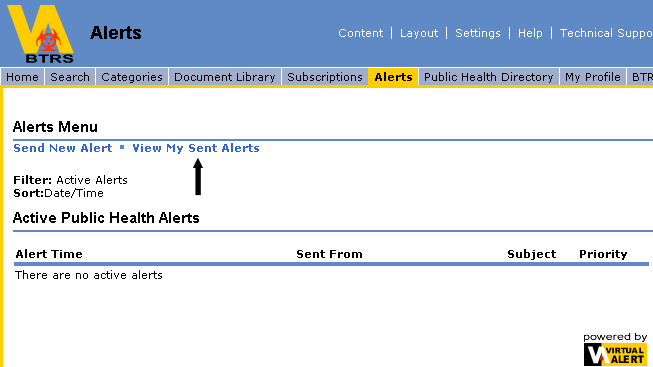 VA
BTRS
Alerts
Content | Layout | Settings | Help | Technical Suppo
Home Search Categories Document Library Subscriptions Alerts Public Health Directory My Profile BTR
Alerts Menu
Send New Alert ▪ View My Sent Alerts
Filter: Active Alerts
Sort:Date/Time
Active Public Health Alerts
Alert Time Sent From Subject Priority
There are no active alerts
powered by
VA VIRTUAL
ALERT